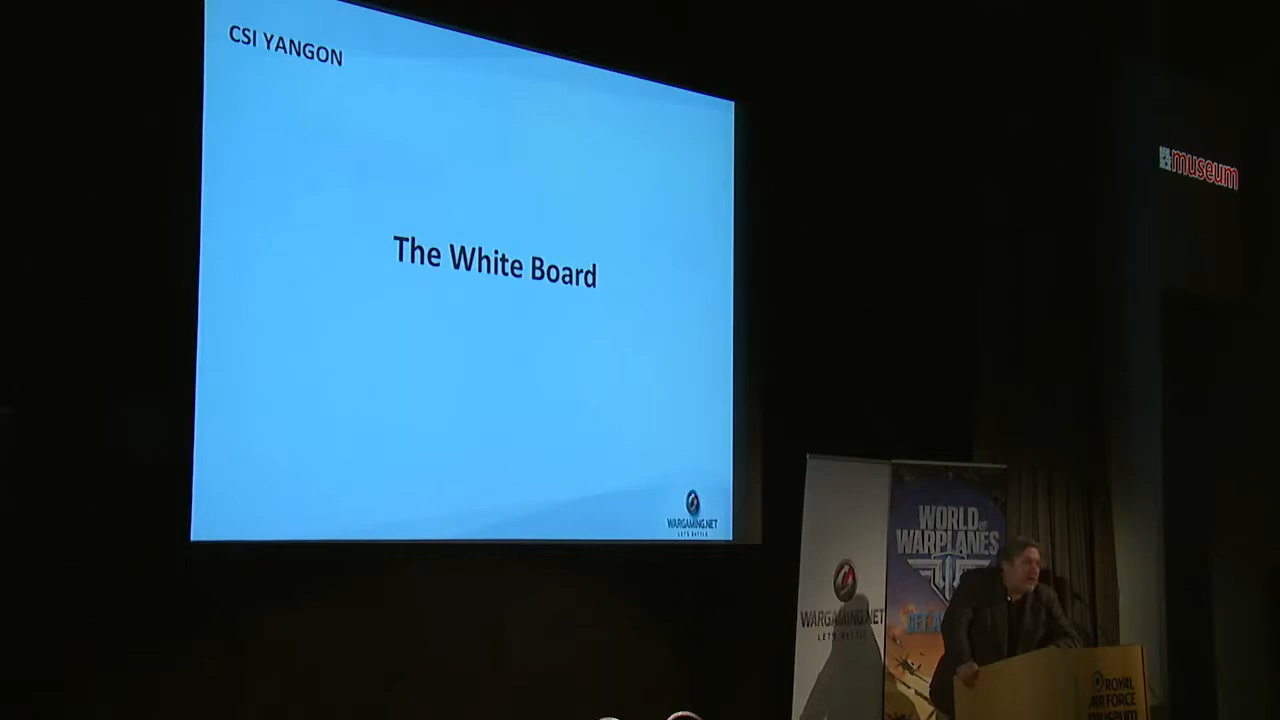 CSI YANGON
The White Board
WARGAMING.NET
LET'S BATTLE
museum
WORLD OF
WARPLANES
WARGAMING.NET
LET'S BATTLE
ROYAL
AIR FORCE
museum